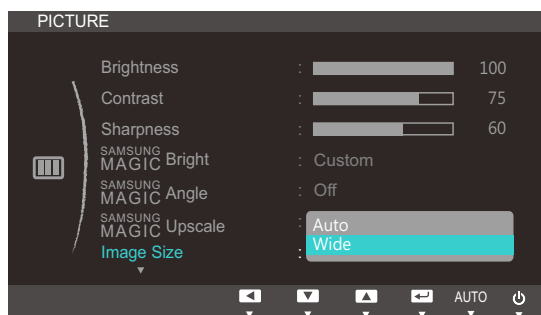 PICTURE
Brightness : 100
Contrast : 75
Sharpness : 60
SAMSUNG
MAGIC Bright : Custom
SAMSUNG
MAGIC Angle : Off
SAMSUNG
MAGIC Upscale : Auto
Image Size : Wide
AUTO